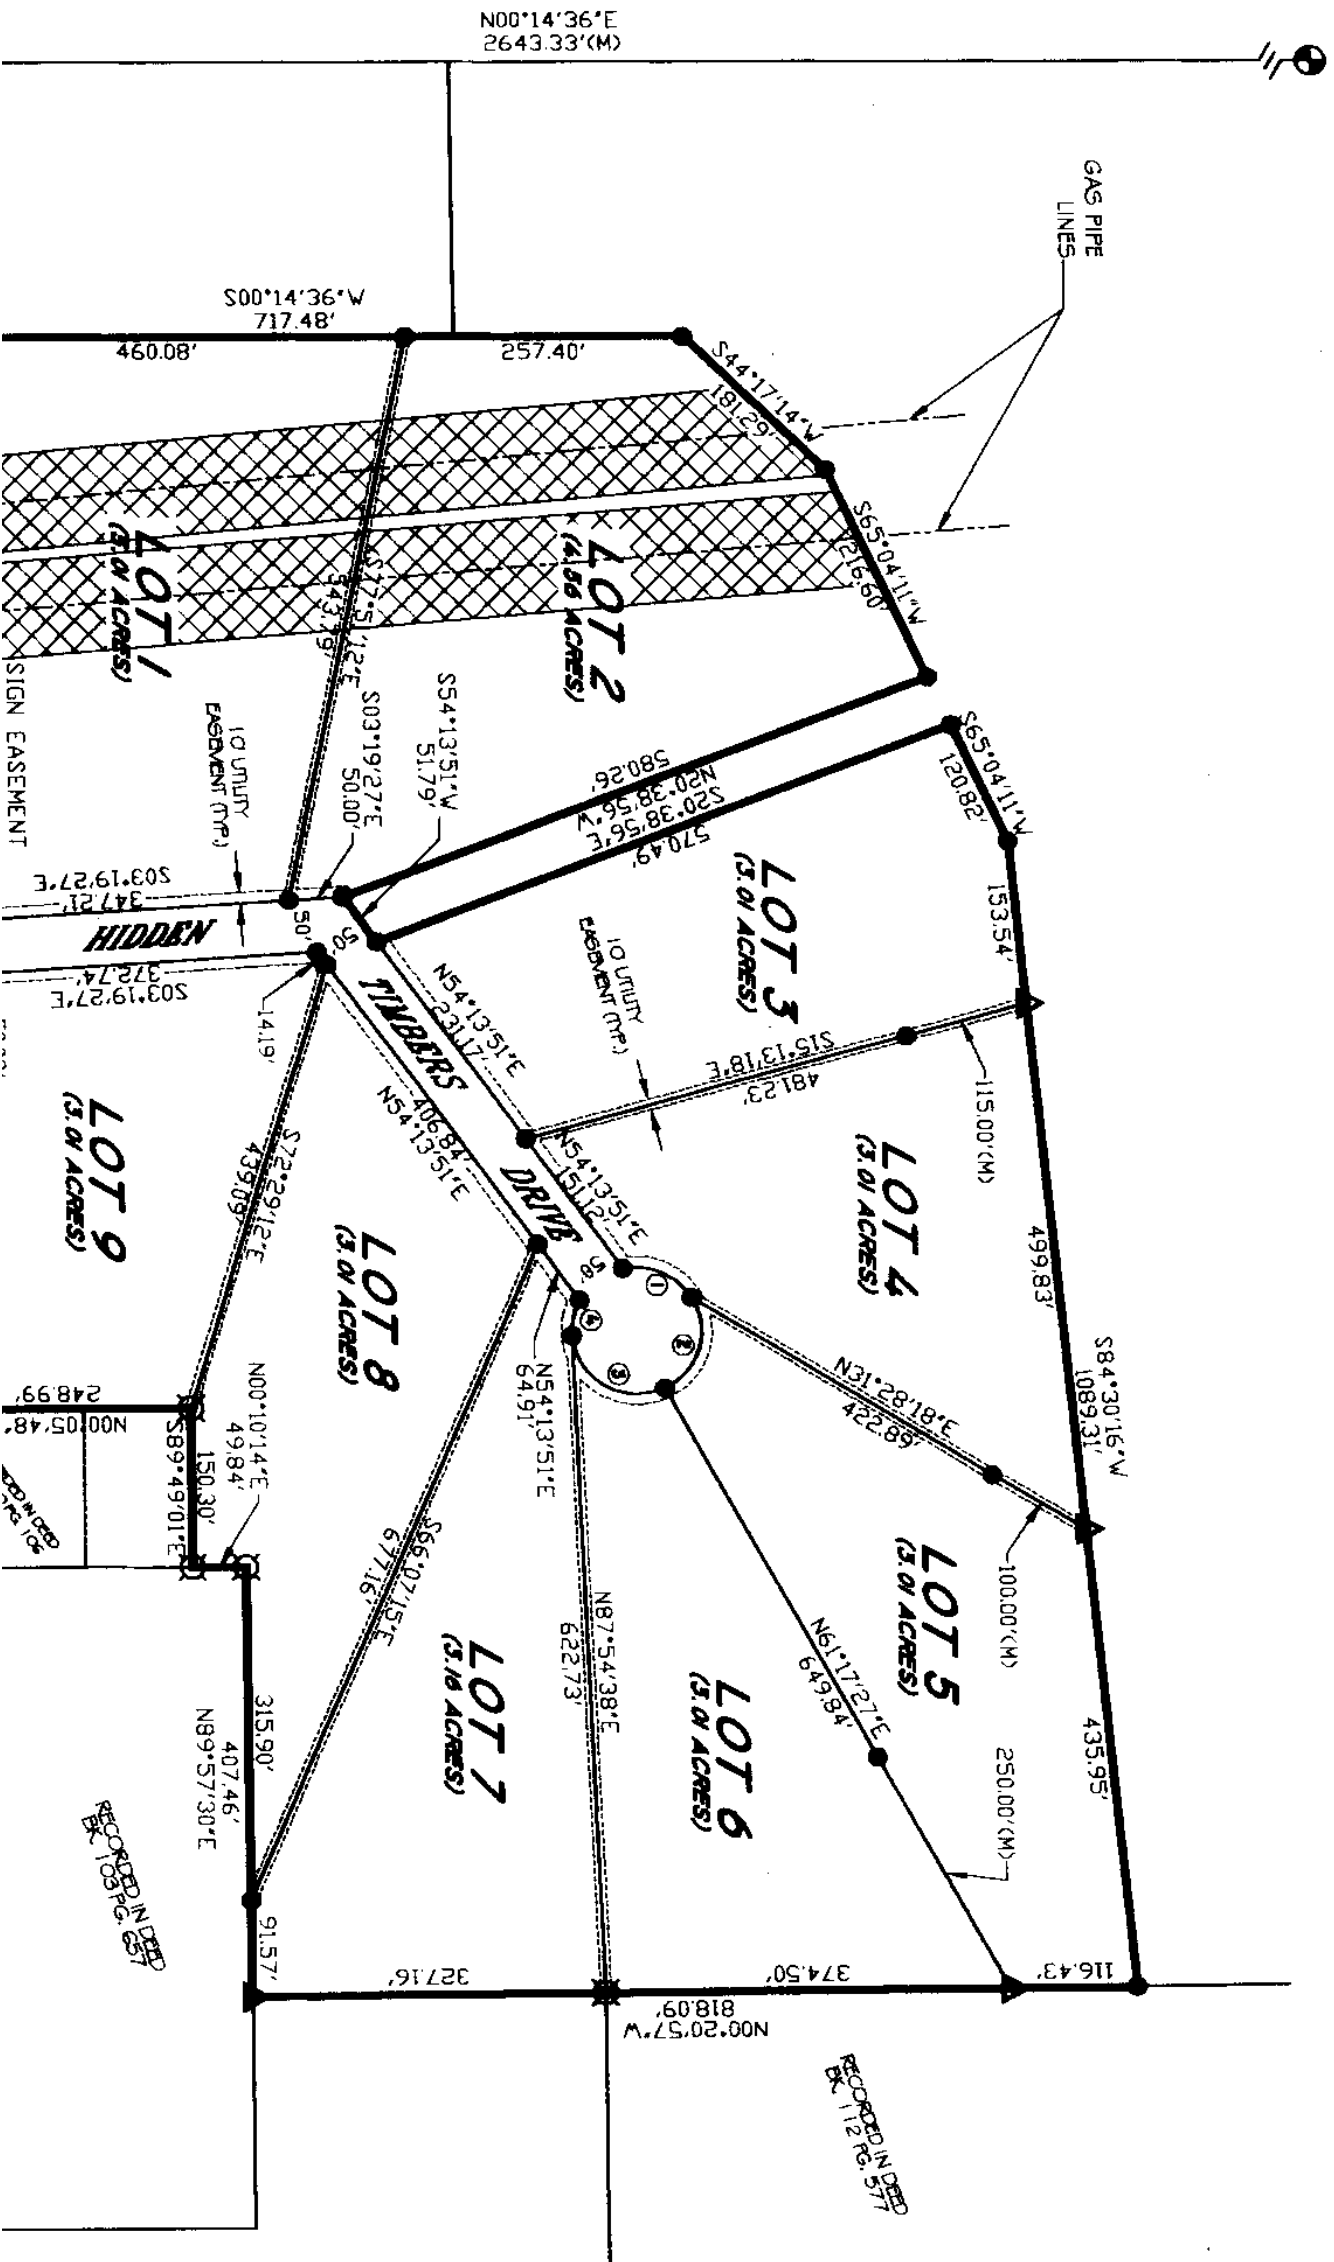 N00°14'36"E
2643.33'(M)
GAS PIPE
LINES
S00°14'36"W
717.48'
460.08'
257.40'
S44°17'14"W
181.29'
S65°04'11"W
216.60'
LOT 1
(5.01 ACRES)
LOT 2
(4.56 ACRES)
S77°51'12"E
543.79'
S03°19'27"E
50.00'
S54°13'51"W
51.79'
SIGN EASEMENT
10 UTILITY
EASEMENT (TYP.)
580.26'
N20°38'56"W
S20°38'56"E
570.49'
S65°04'11"W
120.82'
153.54'
LOT 3
(3.01 ACRES)
S03°19'27"E
347.21'
HIDDEN
50'
50'
372.74'
S03°19'27"E
14.19'
TIMBERS
N54°13'51"E
231.17'
10 UTILITY
EASEMENT (TYP.)
S15°13'18"E
481.23'
115.00'(M)
406.84'
N54°13'51"E
DRIVE
N54°13'51"E
151.12'
50'
LOT 4
(3.01 ACRES)
499.83'
S84°30'16"W
1089.31'
LOT 9
(3.01 ACRES)
S72°29'12"E
439.09'
LOT 8
(3.01 ACRES)
1
2
3
4
N54°13'51"E
64.91'
N31°28'18"E
422.89'
100.00'(M)
248.99'
N00°05'48"
N00°10'14"E
49.84'
150.30'
S89°49'01"E
S66°07'15"E
677.16'
N87°54'38"E
622.73'
N61°17'27"E
649.84'
LOT 5
(3.01 ACRES)
435.95'
250.00'(M)
LOT 7
(3.16 ACRES)
LOT 6
(3.01 ACRES)
315.90'
407.46'
N89°57'30"E
91.57'
327.16'
374.50'
116.43'
818.09'
N00°20'57"W
RECORDED IN DEED
BK 103 PG. 657
RECORDED IN DEED
BK 112 PG. 577
IN DEED
PG. 106